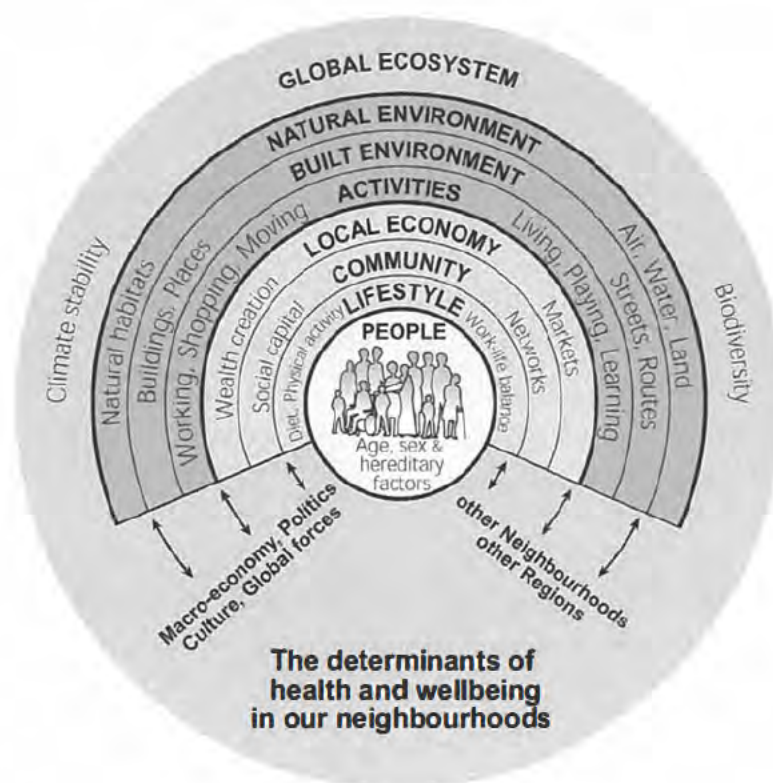 GLOBAL ECOSYSTEM
NATURAL ENVIRONMENT
BUILT ENVIRONMENT
ACTIVITIES
LOCAL ECONOMY
COMMUNITY
LIFESTYLE
PEOPLE
Age, sex &
hereditary
factors
Climate stability
Natural habitats
Buildings, Places
Working, Shopping, Moving
Wealth creation
Social capital
Diet, Physical activity
Work-life balance
Networks
Markets
Living, Playing, Learning
Streets, Routes
Air, Water, Land
Biodiversity
Macro-economy, Politics
Culture, Global forces
other Neighbourhoods
other Regions
The determinants of
health and wellbeing
in our neighbourhoods